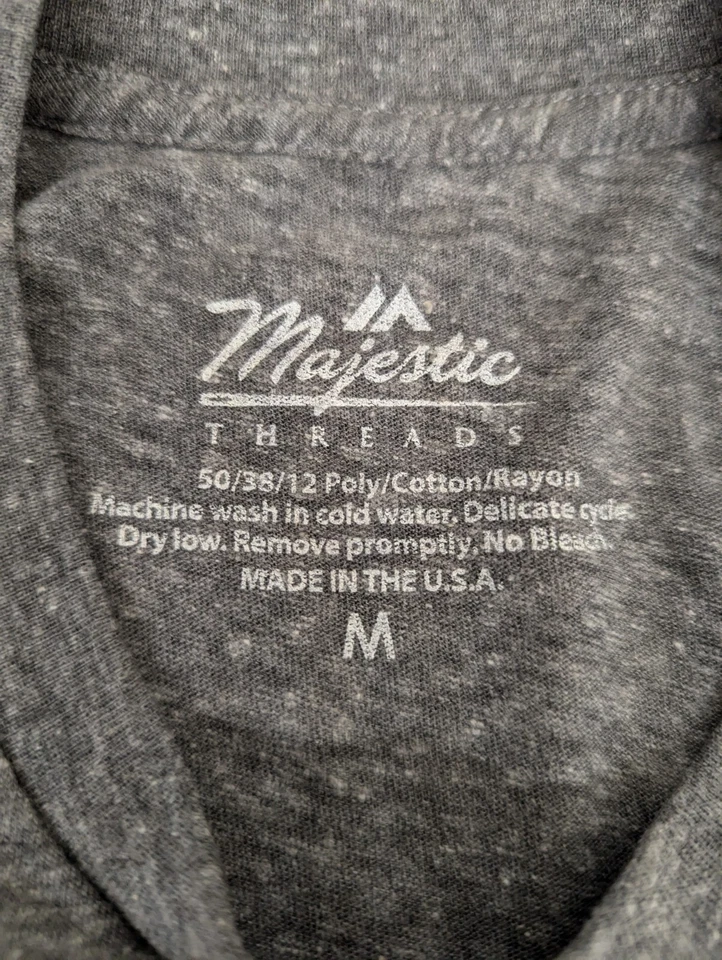 Majestic
THREADS
50/38/12 Poly/Cotton/Rayon
Machine wash in cold water. Delicate cycle.
Dry low. Remove promptly. No Bleach.
MADE IN THE U.S.A.
M